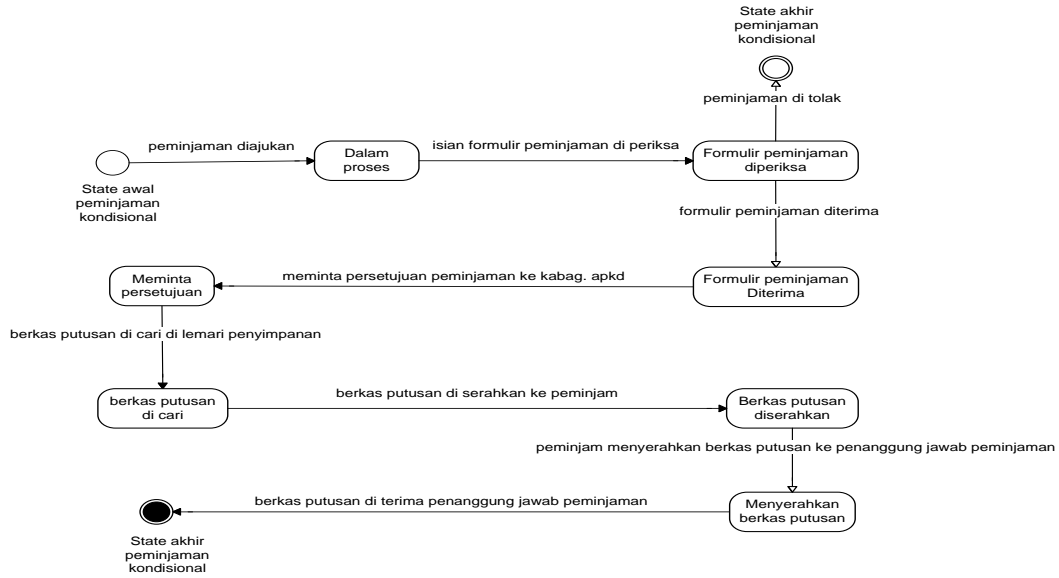 State akhir
peminjaman
kondisional
peminjaman di tolak
peminjaman diajukan
Dalam
proses
isian formulir peminjaman di periksa
Formulir peminjaman
diperiksa
State awal
peminjaman
kondisional
formulir peminjaman diterima
Meminta
persetujuan
meminta persetujuan peminjaman ke kabag. apkd
Formulir peminjaman
Diterima
berkas putusan di cari di lemari penyimpanan
berkas putusan
di cari
berkas putusan di serahkan ke peminjam
Berkas putusan
diserahkan
peminjam menyerahkan berkas putusan ke penanggung jawab peminjaman
berkas putusan di terima penanggung jawab peminjaman
Menyerahkan
berkas putusan
State akhir
peminjaman
kondisional